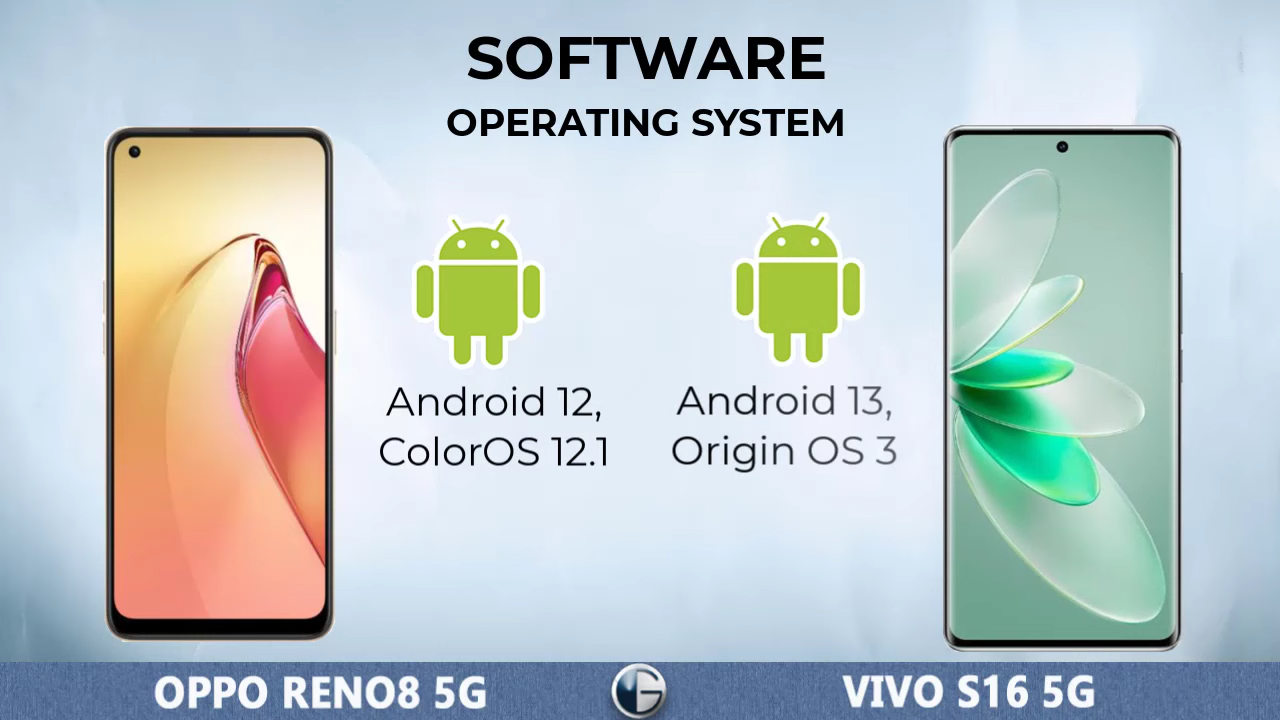 SOFTWARE
OPERATING SYSTEM
Android 12,
ColorOS 12.1
Android 13,
Origin OS 3
OPPO RENO8 5G
G
VIVO S16 5G